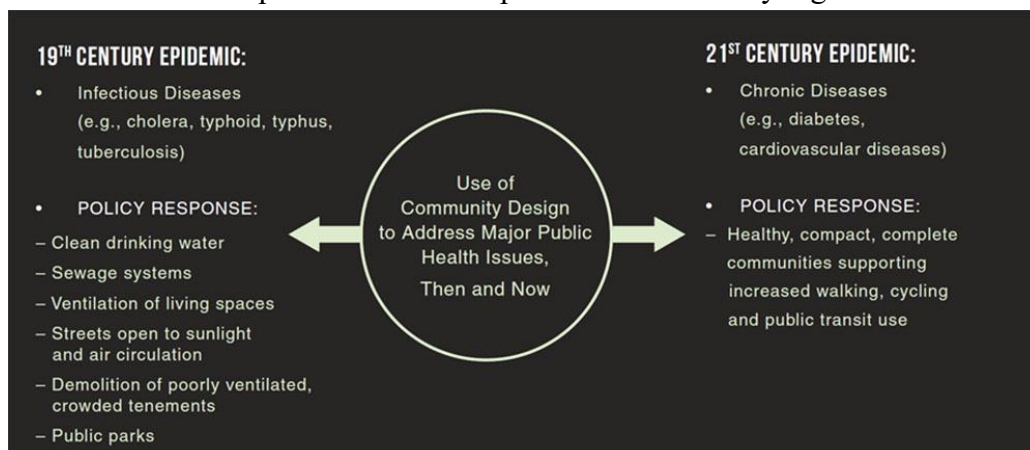 19TH CENTURY EPIDEMIC:
• Infectious Diseases
(e.g., cholera, typhoid, typhus,
tuberculosis)
• POLICY RESPONSE:
– Clean drinking water
– Sewage systems
– Ventilation of living spaces
– Streets open to sunlight
and air circulation
– Demolition of poorly ventilated,
crowded tenements
– Public parks
Use of
Community Design
to Address Major Public
Health Issues,
Then and Now
21ST CENTURY EPIDEMIC:
• Chronic Diseases
(e.g., diabetes,
cardiovascular diseases)
• POLICY RESPONSE:
– Healthy, compact, complete
communities supporting
increased walking, cycling
and public transit use